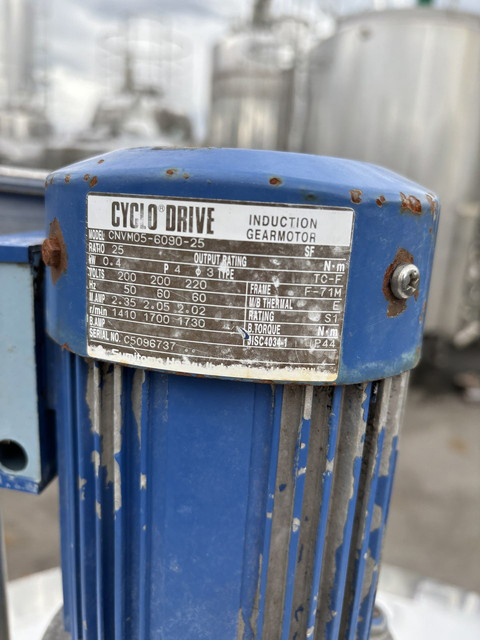 CYCLO® DRIVE INDUCTION GEARMOTOR
MODEL CNVM05-6090-25 SF
RATIO 25 OUTPUT RATING N·m
kW 0.4 P 4 φ 3 TYPE TC-F
VOLTS 200 200 220 FRAME F-71M
Hz 50 60 60 M/B THERMAL E
M.AMP 2.35 2.05 2.02 RATING S1
r/min 1410 1700 1730 B.TORQUE N·m
B.AMP JISC4034-1 P44
SERIAL NO. C5096737
Sumitomo